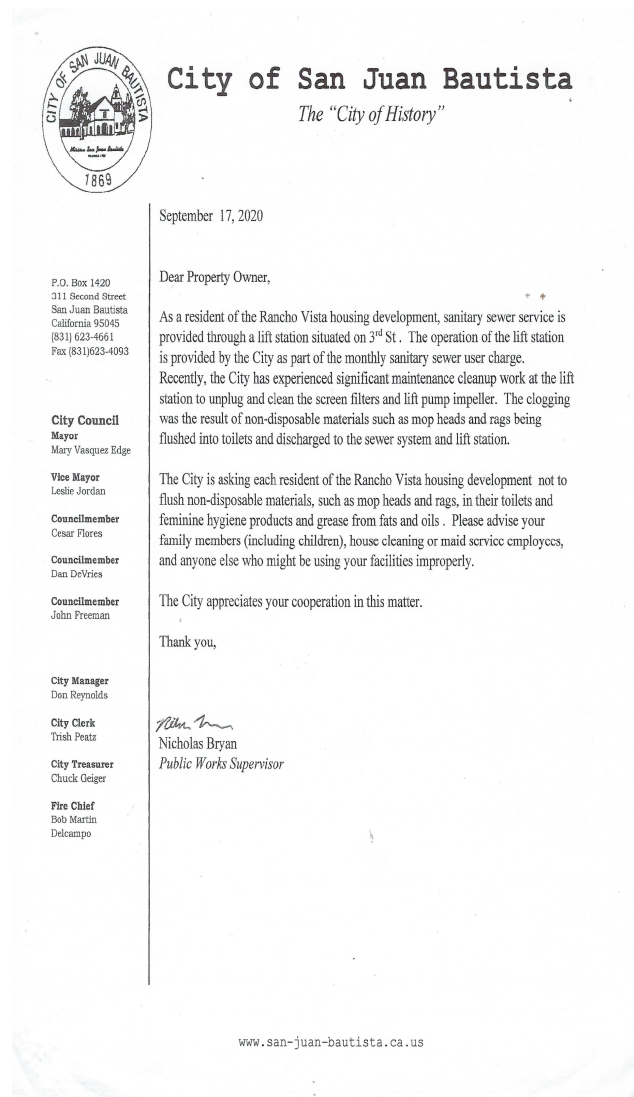 City of San Juan Bautista
The "City of History"
CITY OF SAN JUAN BAUTISTA
Mission San Juan Bautista
1869
September 17, 2020
P.O. Box 1420
311 Second Street
San Juan Bautista
California 95045
(831) 623-4661
Fax (831)623-4093
City Council
Mayor
Mary Vasquez Edge
Vice Mayor
Leslie Jordan
Councilmember
Cesar Flores
Councilmember
Dan DeVries
Councilmember
John Freeman
City Manager
Don Reynolds
City Clerk
Trish Peatz
City Treasurer
Chuck Geiger
Fire Chief
Bob Martin
Delcampo
Dear Property Owner,
As a resident of the Rancho Vista housing development, sanitary sewer service is
provided through a lift station situated on 3rd St . The operation of the lift station
is provided by the City as part of the monthly sanitary sewer user charge.
Recently, the City has experienced significant maintenance cleanup work at the lift
station to unplug and clean the screen filters and lift pump impeller. The clogging
was the result of non-disposable materials such as mop heads and rags being
flushed into toilets and discharged to the sewer system and lift station.
The City is asking each resident of the Rancho Vista housing development not to
flush non-disposable materials, such as mop heads and rags, in their toilets and
feminine hygiene products and grease from fats and oils . Please advise your
family members (including children), house cleaning or maid service employees,
and anyone else who might be using your facilities improperly.
The City appreciates your cooperation in this matter.
Thank you,
Nicholas Bryan
Public Works Supervisor
www.san-juan-bautista.ca.us